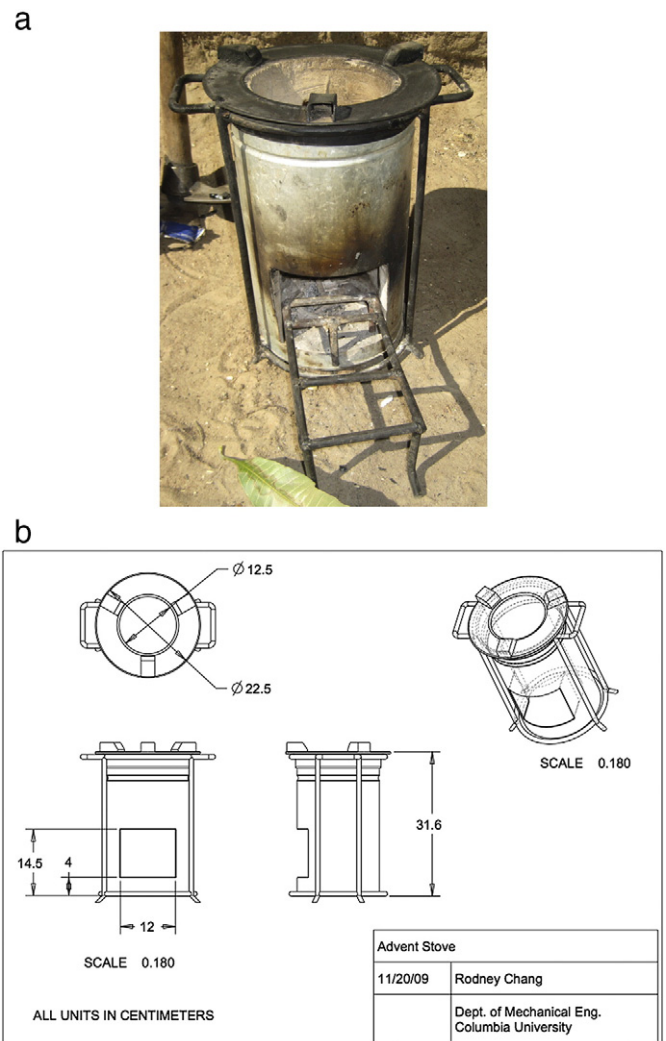 a
b
Ø 12.5
Ø 22.5
SCALE 0.180
31.6
14.5
4
12
SCALE 0.180
ALL UNITS IN CENTIMETERS
Advent Stove
11/20/09
Rodney Chang
Dept. of Mechanical Eng.
Columbia University